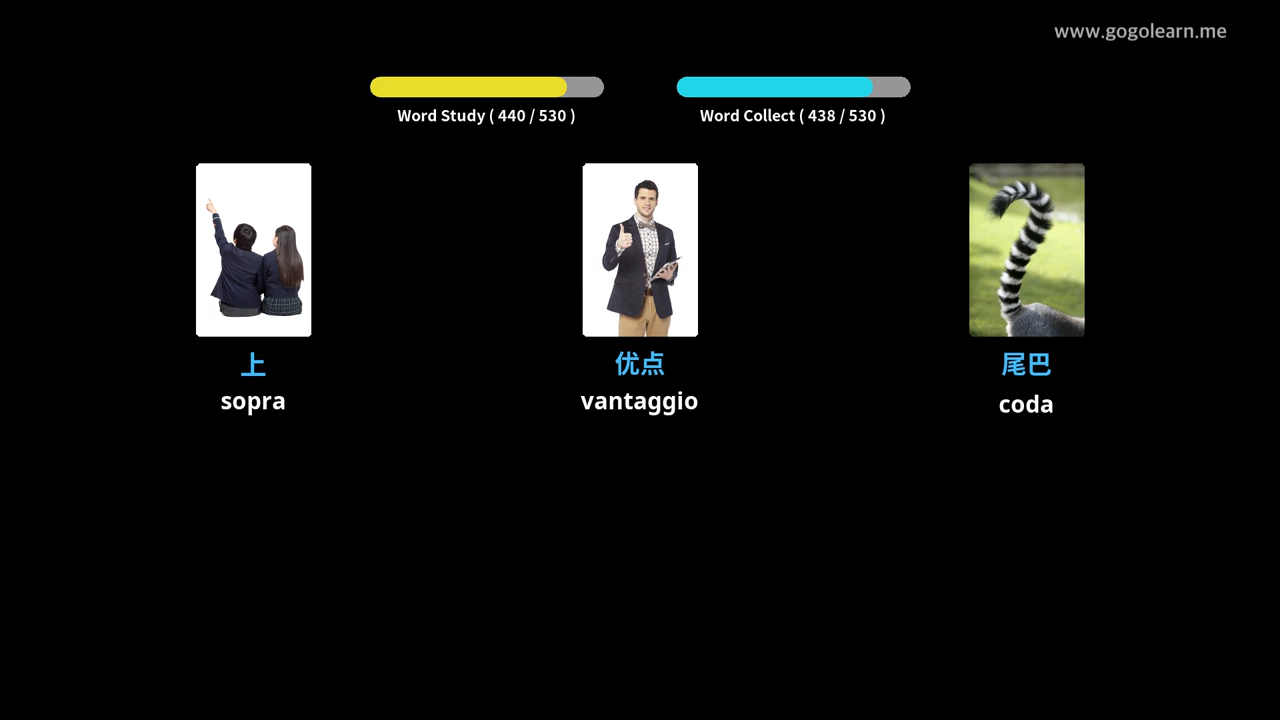 www.gogolearn.me
Word Study ( 440 / 530 )
Word Collect ( 438 / 530 )
上
优点
尾巴
sopra
vantaggio
coda